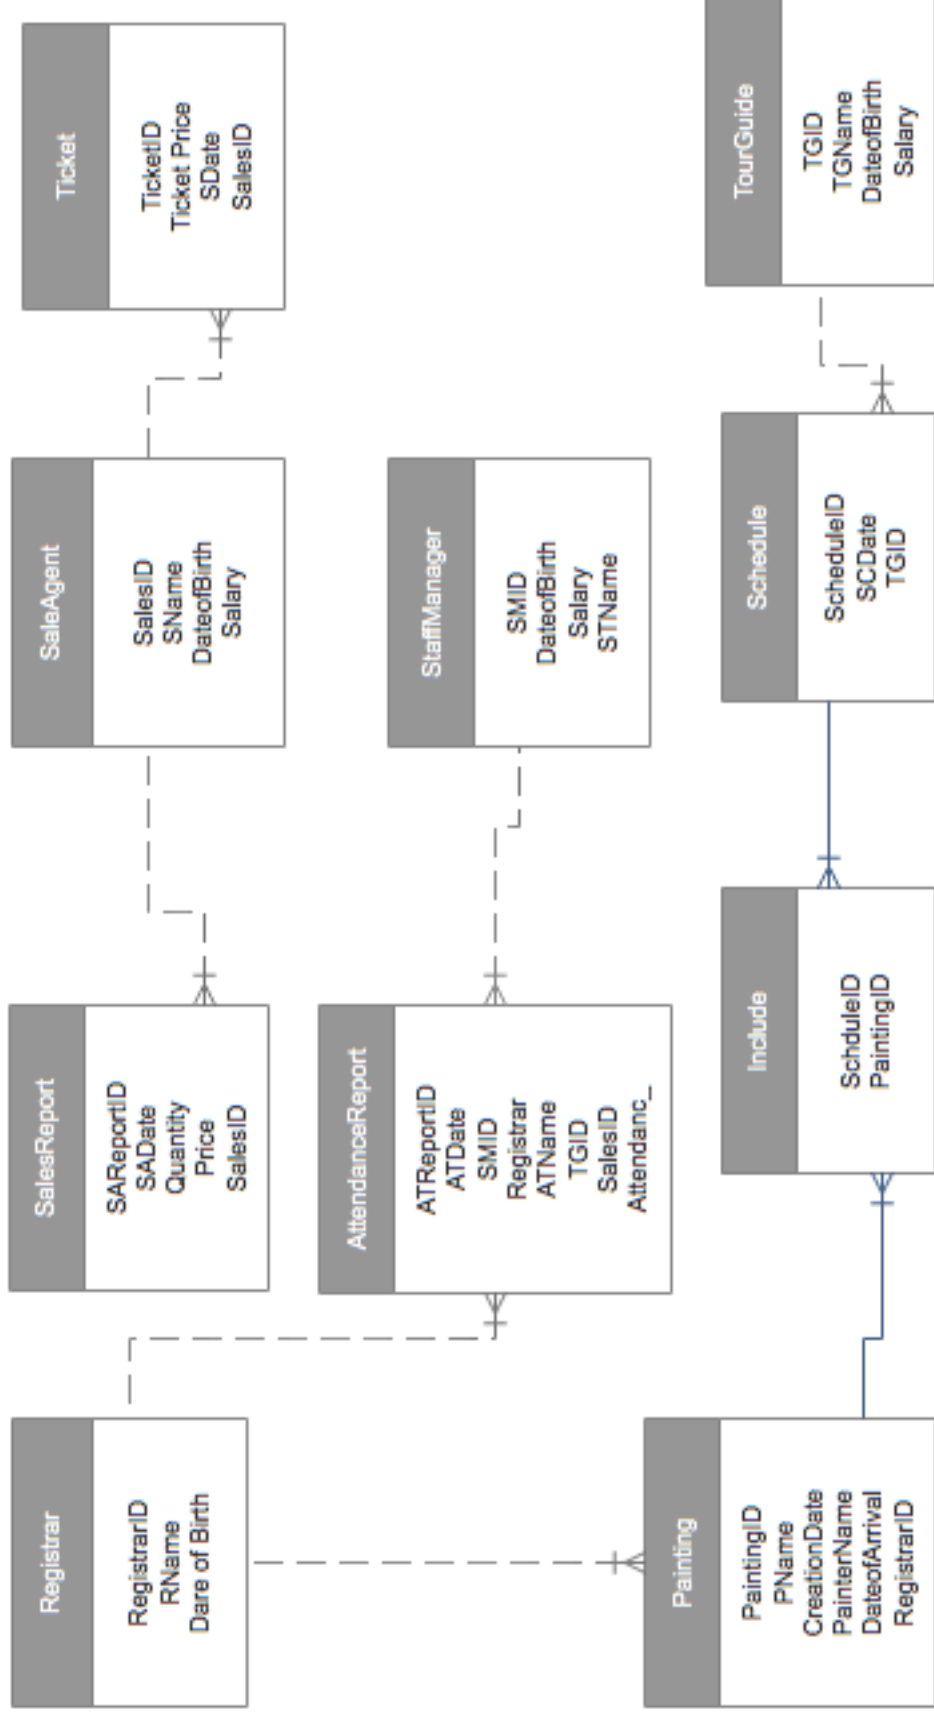 Registrar
RegistrarID
RName
Dare of Birth
SalesReport
SAReportID
SADate
Quantity
Price
SalesID
SaleAgent
SalesID
SName
DateofBirth
Salary
Ticket
TicketID
Ticket Price
SDate
SalesID
AttendanceReport
ATReportID
ATDate
SMID
Registrar
ATName
TGID
SalesID
Attendanc_
StaffManager
SMID
DateofBirth
Salary
STName
Painting
PaintingID
PName
CreationDate
PainterName
DateofArrival
RegistrarID
Include
SchduleID
PaintingID
Schedule
ScheduleID
SCDate
TGID
TourGuide
TGID
TGName
DateofBirth
Salary